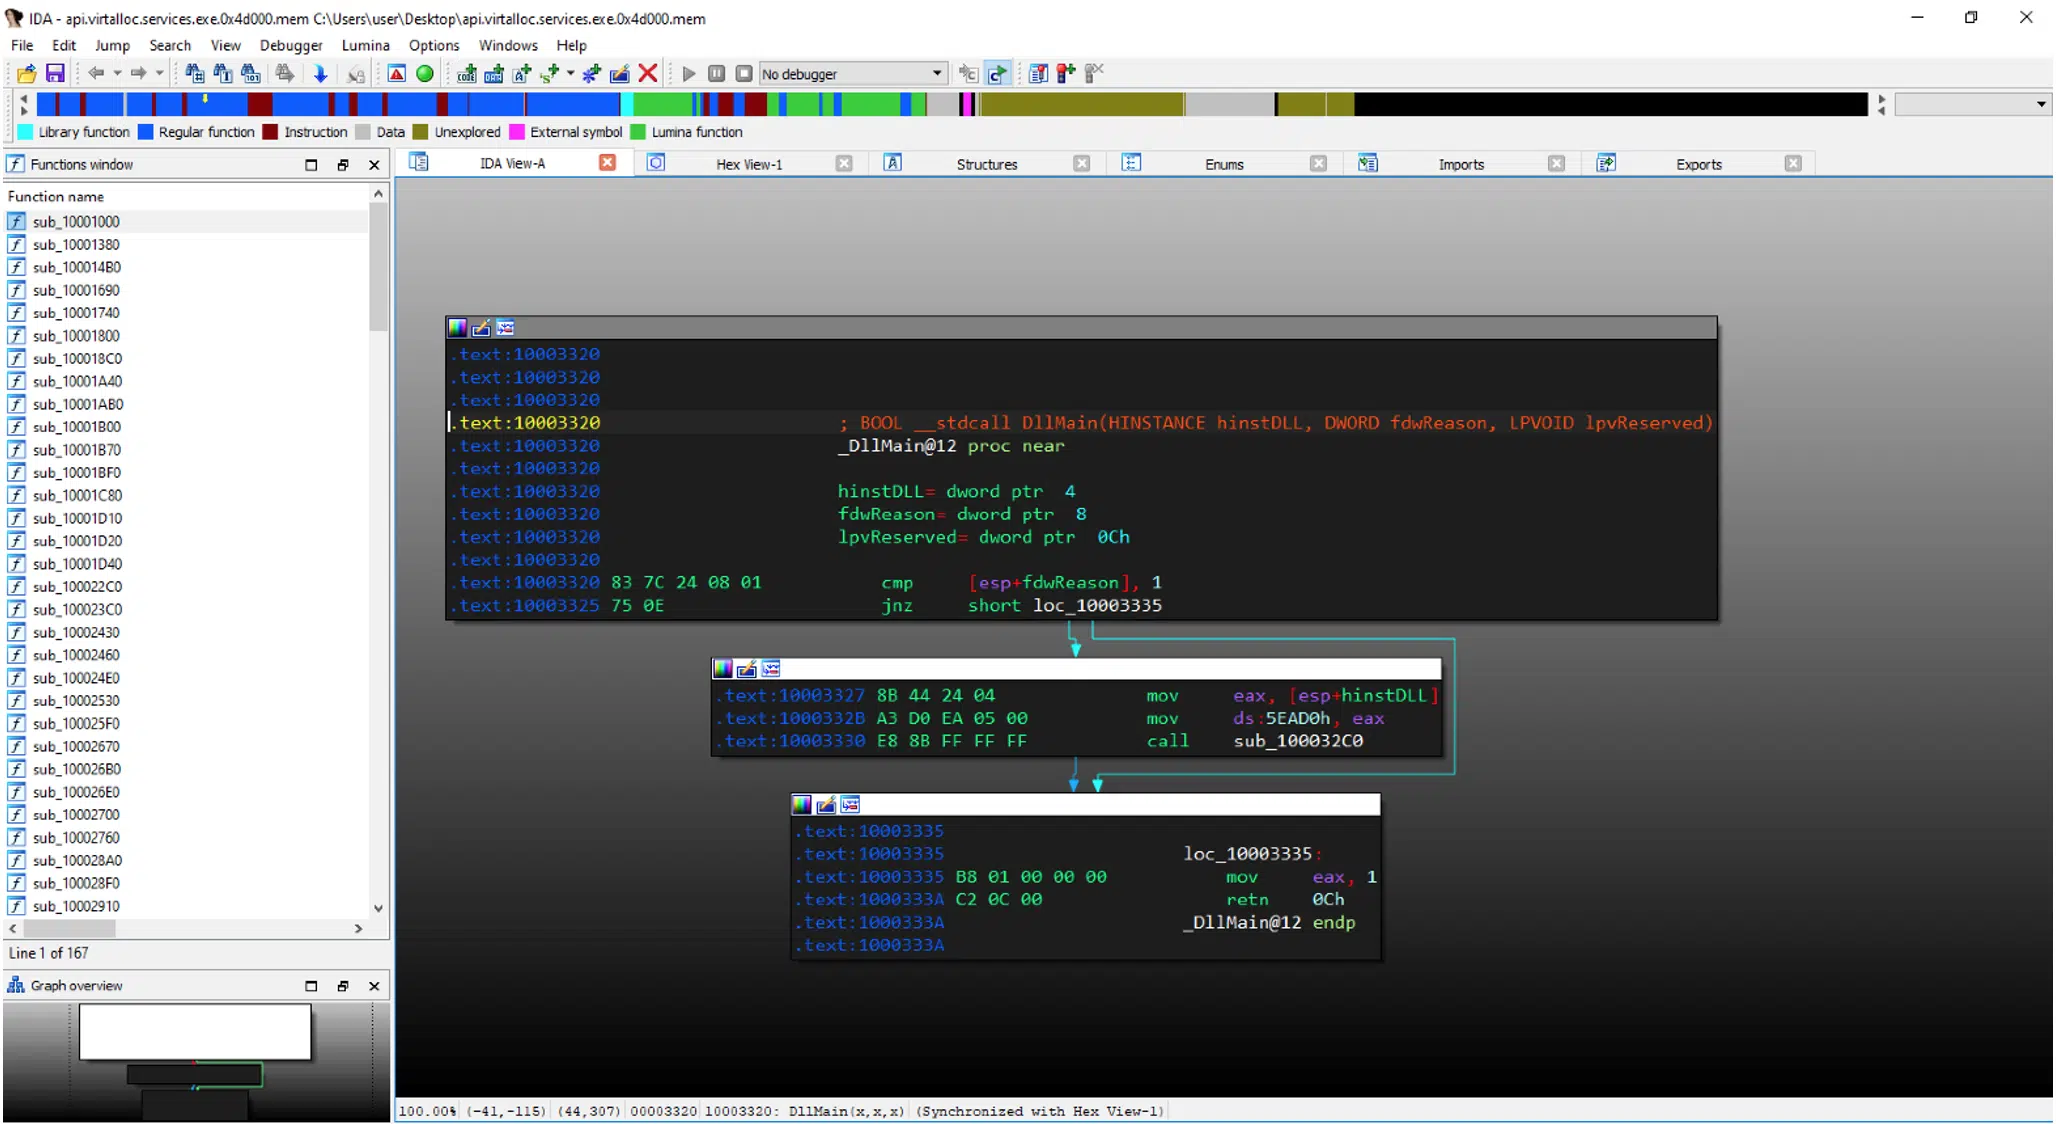 IDA - api.virtalloc.services.exe.0x4d000.mem C:\Users\user\Desktop\api.virtalloc.services.exe.0x4d000.mem
File Edit Jump Search View Debugger Lumina Options Windows Help
No debugger
Library function Regular function Instruction Data Unexplored External symbol Lumina function
Functions window
IDA View-A Hex View-1 Structures Enums Imports Exports
Function name
sub_10001000
sub_10001380
sub_100014B0
sub_10001690
sub_10001740
sub_10001800
sub_100018C0
sub_10001A40
sub_10001AB0
sub_10001B00
sub_10001B70
sub_10001BF0
sub_10001C80
sub_10001D10
sub_10001D20
sub_10001D40
sub_100022C0
sub_100023C0
sub_10002430
sub_10002460
sub_100024E0
sub_10002530
sub_100025F0
sub_10002670
sub_100026B0
sub_100026E0
sub_10002700
sub_10002760
sub_100028A0
sub_100028F0
sub_10002910
Line 1 of 167
Graph overview
.text:10003320
.text:10003320
.text:10003320
.text:10003320 ; BOOL __stdcall DllMain(HINSTANCE hinstDLL, DWORD fdwReason, LPVOID lpvReserved)
.text:10003320 _DllMain@12 proc near
.text:10003320
.text:10003320 hinstDLL= dword ptr 4
.text:10003320 fdwReason= dword ptr 8
.text:10003320 lpvReserved= dword ptr 0Ch
.text:10003320
.text:10003320 83 7C 24 08 01 cmp [esp+fdwReason], 1
.text:10003325 75 0E jnz short loc_10003335
.text:10003327 8B 44 24 04 mov eax, [esp+hinstDLL]
.text:1000332B A3 D0 EA 05 00 mov ds:5EAD0h, eax
.text:10003330 E8 8B FF FF FF call sub_100032C0
.text:10003335
.text:10003335 loc_10003335:
.text:10003335 B8 01 00 00 00 mov eax, 1
.text:1000333A C2 0C 00 retn 0Ch
.text:1000333A _DllMain@12 endp
.text:1000333A
100.00% (-41,-115) (44,307) 00003320 10003320: DllMain(x,x,x) (Synchronized with Hex View-1)